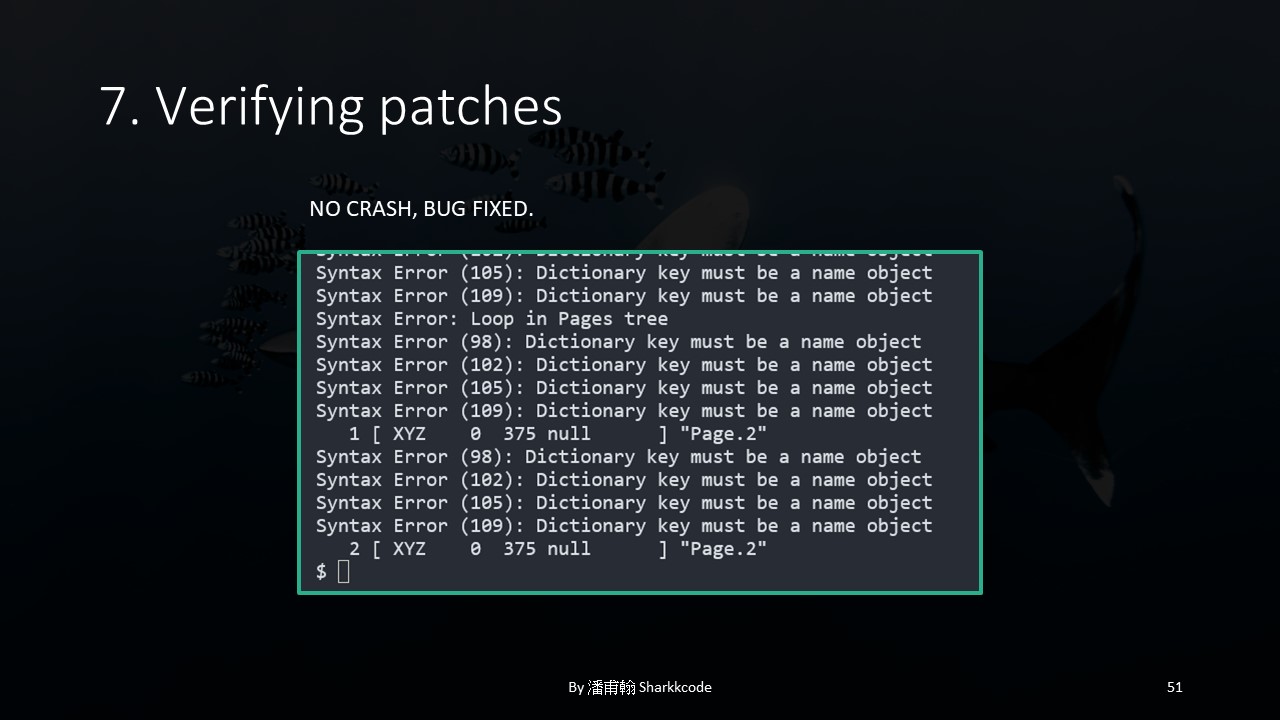 7. Verifying patches
NO CRASH, BUG FIXED.
Syntax Error (105): Dictionary key must be a name object
Syntax Error (109): Dictionary key must be a name object
Syntax Error: Loop in Pages tree
Syntax Error (98): Dictionary key must be a name object
Syntax Error (102): Dictionary key must be a name object
Syntax Error (105): Dictionary key must be a name object
Syntax Error (109): Dictionary key must be a name object
1 [ XYZ    0  375 null      ] "Page.2"
Syntax Error (98): Dictionary key must be a name object
Syntax Error (102): Dictionary key must be a name object
Syntax Error (105): Dictionary key must be a name object
Syntax Error (109): Dictionary key must be a name object
2 [ XYZ    0  375 null      ] "Page.2"
$
By 潘甫翰 Sharkkcode
51